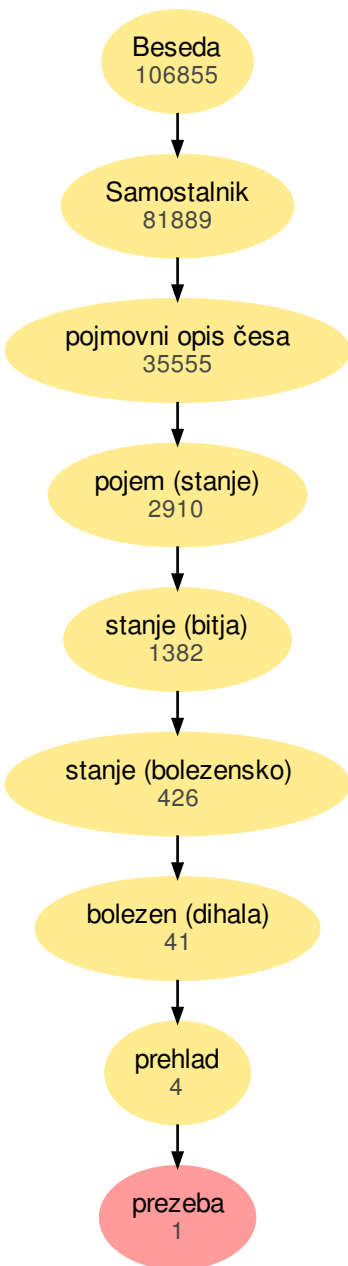 Beseda
106855
Samostalnik
81889
pojmovni opis česa
35555
pojem (stanje)
2910
stanje (bitja)
1382
stanje (bolezensko)
426
bolezen (dihala)
41
prehlad
4
prezeba
1